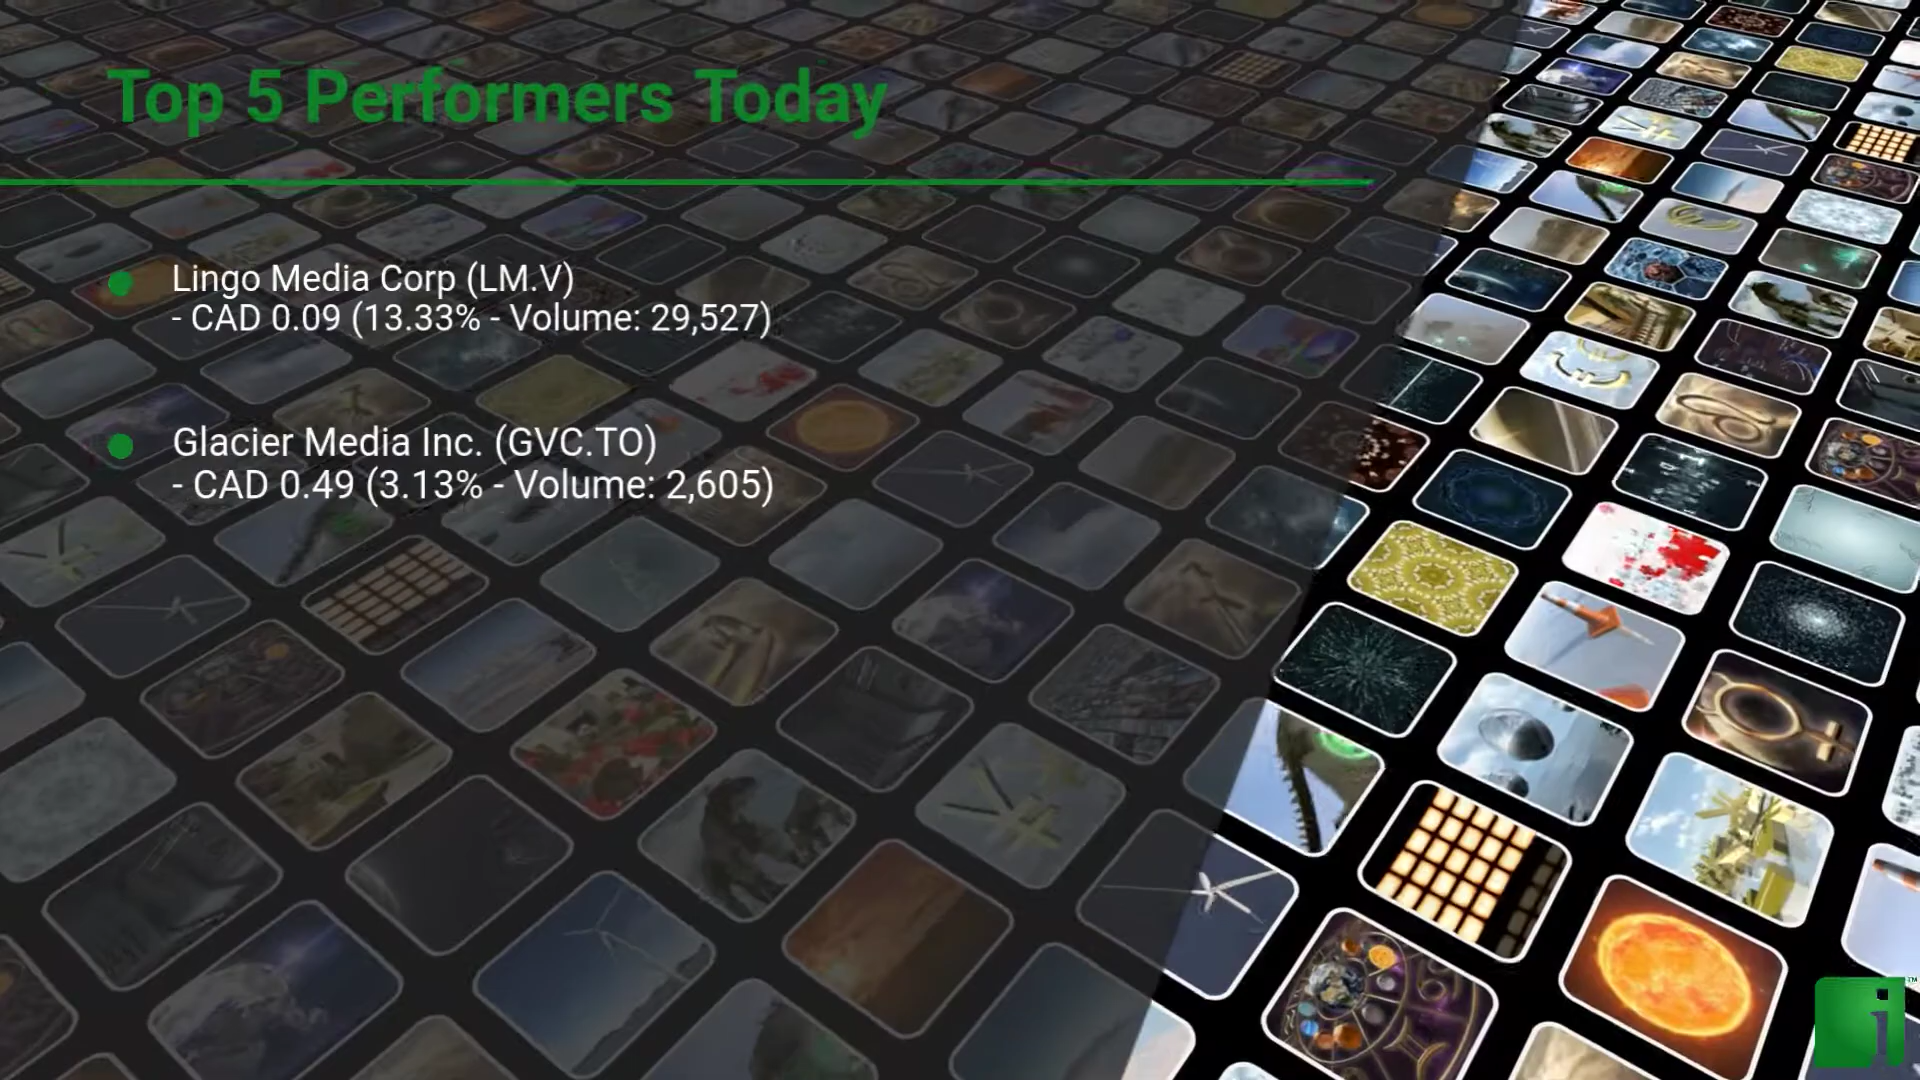 Top 5 Performers Today
Lingo Media Corp (LM.V)
- CAD 0.09 (13.33% - Volume: 29,527)
Glacier Media Inc. (GVC.TO)
- CAD 0.49 (3.13% - Volume: 2,605)
i
TM